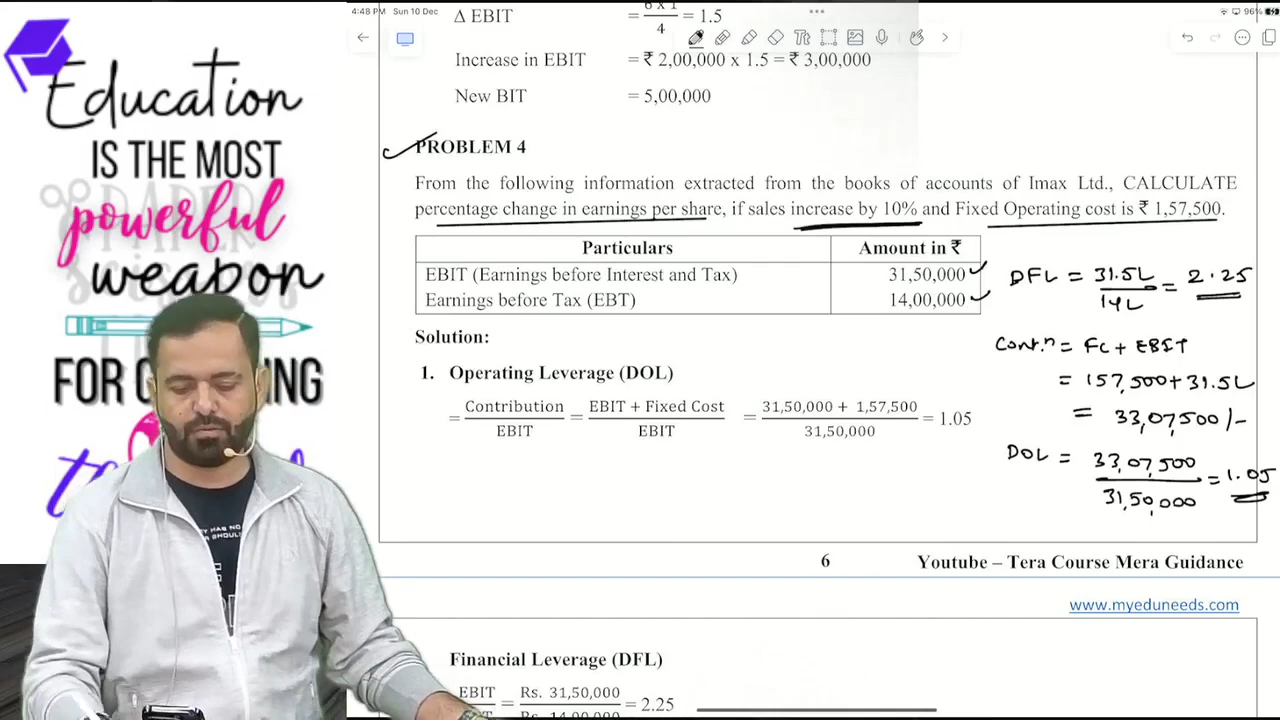 4:48 PM Sun 10 Dec
96%
Education
IS THE MOST
powerful
weapon
FOR
Δ EBIT = 6 x 1 / 4 = 1.5
Increase in EBIT = ₹ 2,00,000 x 1.5 = ₹ 3,00,000
New BIT = 5,00,000
PROBLEM 4
From the following information extracted from the books of accounts of Imax Ltd., CALCULATE
percentage change in earnings per share, if sales increase by 10% and Fixed Operating cost is ₹ 1,57,500.
Particulars Amount in ₹
EBIT (Earnings before Interest and Tax) 31,50,000
Earnings before Tax (EBT) 14,00,000
DFL = 31.5L / 14L = 2.25
Solution:
Cont.n = FC + EBIT
= 157,500 + 31.5L
= 33,07,500/-
1. Operating Leverage (DOL)
= Contribution / EBIT = EBIT + Fixed Cost / EBIT = 31,50,000 + 1,57,500 / 31,50,000 = 1.05
DOL = 33,07,500 / 31,50,000 = 1.05
6 Youtube – Tera Course Mera Guidance
www.myeduneeds.com
Financial Leverage (DFL)
= EBIT / = Rs. 31,50,000 / Rs. 14,00,000 = 2.25